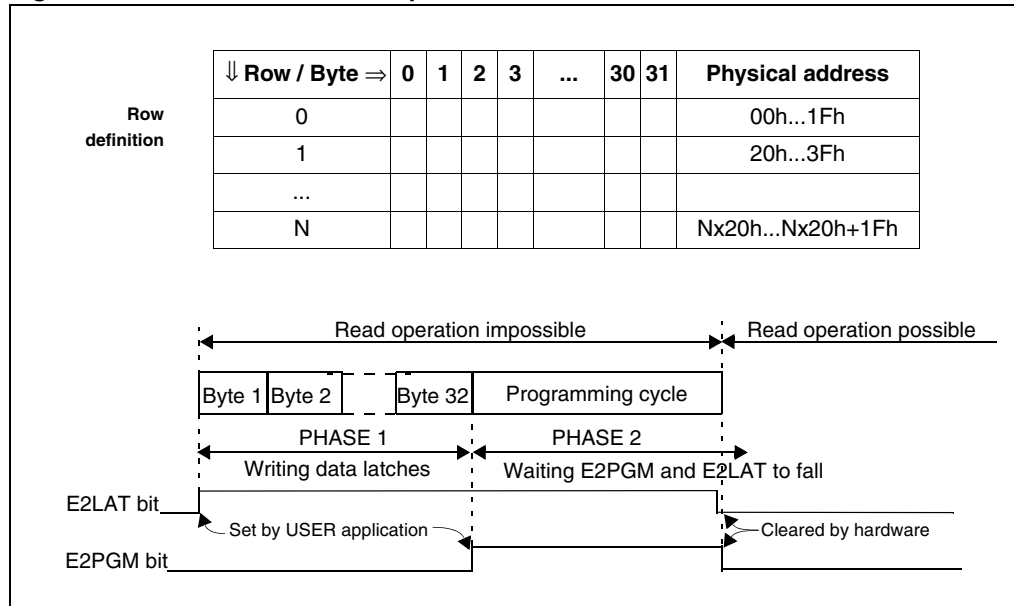 ⇓ Row / Byte ⇒ 0 1 2 3 ... 30 31 Physical address
Row
definition
0 00h...1Fh
1 20h...3Fh
...
N Nx20h...Nx20h+1Fh
Read operation impossible Read operation possible
Byte 1 Byte 2 Byte 32 Programming cycle
PHASE 1 PHASE 2
Writing data latches Waiting E2PGM and E2LAT to fall
E2LAT bit
Set by USER application Cleared by hardware
E2PGM bit